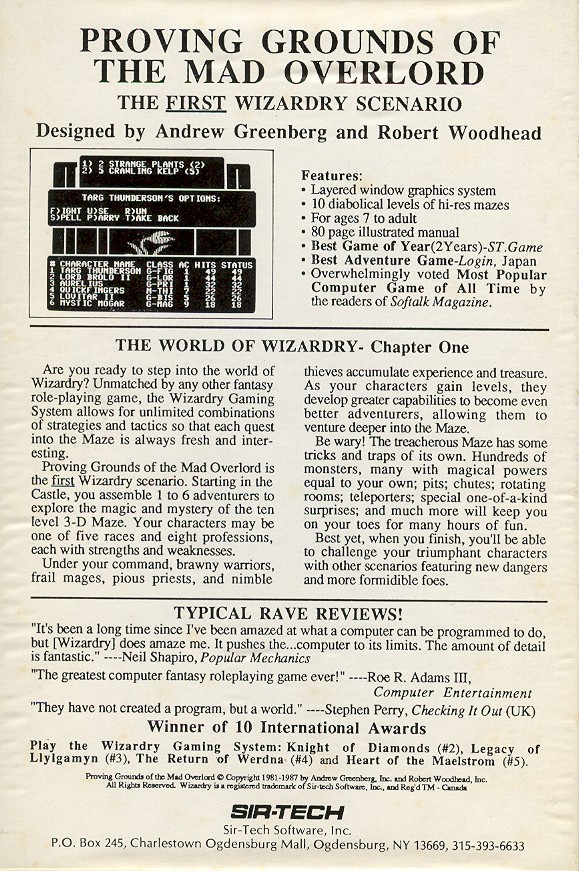 PROVING GROUNDS OF
THE MAD OVERLORD
THE FIRST WIZARDRY SCENARIO
Designed by Andrew Greenberg and Robert Woodhead
1) 2 STRANGE PLANTS (2)
2) 5 CRAWLING KELP (5)
TARG THUNDERSON'S OPTIONS:
F)IGHT U)SE R)UN
S)PELL P)ARRY T)AKE BACK
# CHARACTER NAME CLASS AC HITS STATUS
1 TARG THUNDERSON G-FIG 1 49 49
2 LORD BROLO II G-LOR 1 44 44
3 AURELIUS G-PRI 1 32 32
4 QUICKFINGERS N-THI 7 22 22
5 LOVITAR II G-BIS 5 26 26
6 MYSTIC MOGAR G-MAG 9 18 18
Features:
• Layered window graphics system
• 10 diabolical levels of hi-res mazes
• For ages 7 to adult
• 80 page illustrated manual
• Best Game of Year(2Years)-ST.Game
• Best Adventure Game-Login, Japan
• Overwhelmingly voted Most Popular
Computer Game of All Time by
the readers of Softalk Magazine.
THE WORLD OF WIZARDRY- Chapter One
Are you ready to step into the world of
Wizardry? Unmatched by any other fantasy
role-playing game, the Wizardry Gaming
System allows for unlimited combinations
of strategies and tactics so that each quest
into the Maze is always fresh and inter-
esting.
Proving Grounds of the Mad Overlord is
the first Wizardry scenario. Starting in the
Castle, you assemble 1 to 6 adventurers to
explore the magic and mystery of the ten
level 3-D Maze. Your characters may be
one of five races and eight professions,
each with strengths and weaknesses.
Under your command, brawny warriors,
frail mages, pious priests, and nimble
thieves accumulate experience and treasure.
As your characters gain levels, they
develop greater capabilities to become even
better adventurers, allowing them to
venture deeper into the Maze.
Be wary! The treacherous Maze has some
tricks and traps of its own. Hundreds of
monsters, many with magical powers
equal to your own; pits; chutes; rotating
rooms; teleporters; special one-of-a-kind
surprises; and much more will keep you
on your toes for many hours of fun.
Best yet, when you finish, you'll be able
to challenge your triumphant characters
with other scenarios featuring new dangers
and more formidible foes.
TYPICAL RAVE REVIEWS!
"It's been a long time since I've been amazed at what a computer can be programmed to do,
but [Wizardry] does amaze me. It pushes the...computer to its limits. The amount of detail
is fantastic." ----Neil Shapiro, Popular Mechanics
"The greatest computer fantasy roleplaying game ever!" ----Roe R. Adams III,
Computer Entertainment
"They have not created a program, but a world." ----Stephen Perry, Checking It Out (UK)
Winner of 10 International Awards
Play the Wizardry Gaming System: Knight of Diamonds (#2), Legacy of
Llylgamyn (#3), The Return of Werdna (#4) and Heart of the Maelstrom (#5).
Proving Grounds of the Mad Overlord © Copyright 1981-1987 by Andrew Greenberg, Inc. and Robert Woodhead, Inc.
All Rights Reserved. Wizardry is a registered trademark of Sir-tech Software, Inc., and Reg'd TM - Canada
SIR-TECH
Sir-Tech Software, Inc.
P.O. Box 245, Charlestown Ogdensburg Mall, Ogdensburg, NY 13669, 315-393-6633